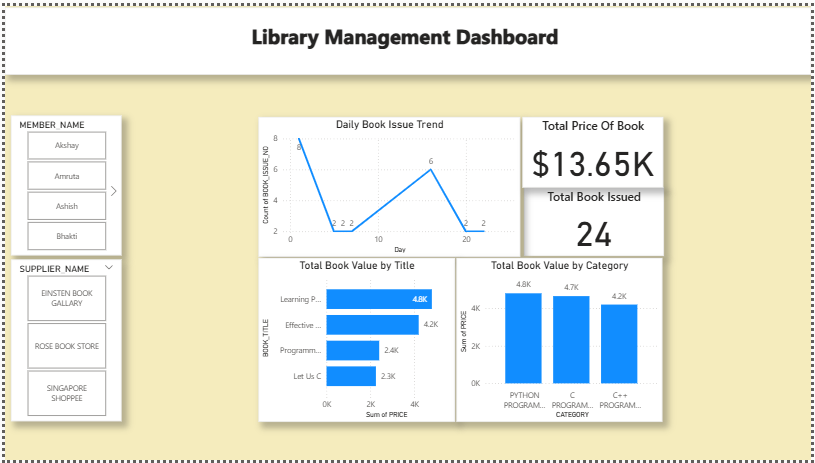 Library Management Dashboard
MEMBER_NAME
Akshay
Amruta
Ashish
Bhakti
SUPPLIER_NAME
EINSTEN BOOK
GALLARY
ROSE BOOK STORE
SINGAPORE
SHOPPEE
Daily Book Issue Trend
Count of BOOK_ISSUE_NO
8
6
4
2
8
2
2
2
6
2
2
0
10
20
Day
Total Price Of Book
$13.65K
Total Book Issued
24
Total Book Value by Title
BOOK_TITLE
Learning P...
4.8K
Effective ...
4.2K
Programm...
2.4K
Let Us C
2.3K
0K
2K
4K
Sum of PRICE
Total Book Value by Category
Sum of PRICE
4K
2K
0K
4.8K
4.7K
4.2K
PYTHON
PROGRAM...
C
PROGRAM...
C++
PROGRAM...
CATEGORY